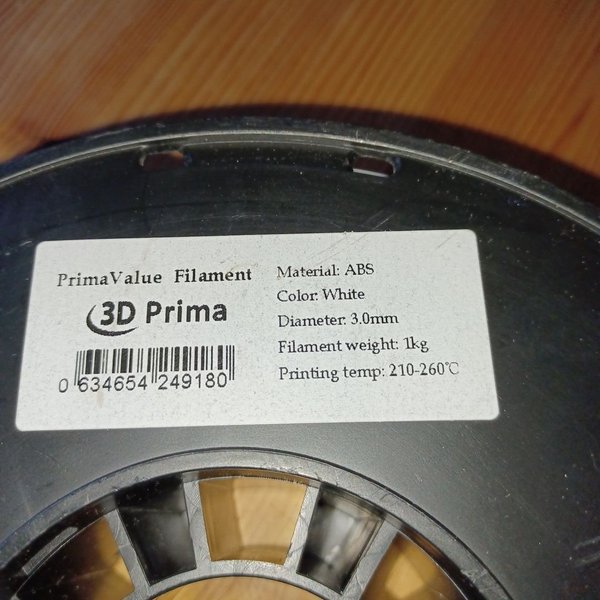 PrimaValue Filament
3D Prima
0 634654 249180
Material: ABS
Color: White
Diameter: 3.0mm
Filament weight: 1kg
Printing temp: 210-260℃